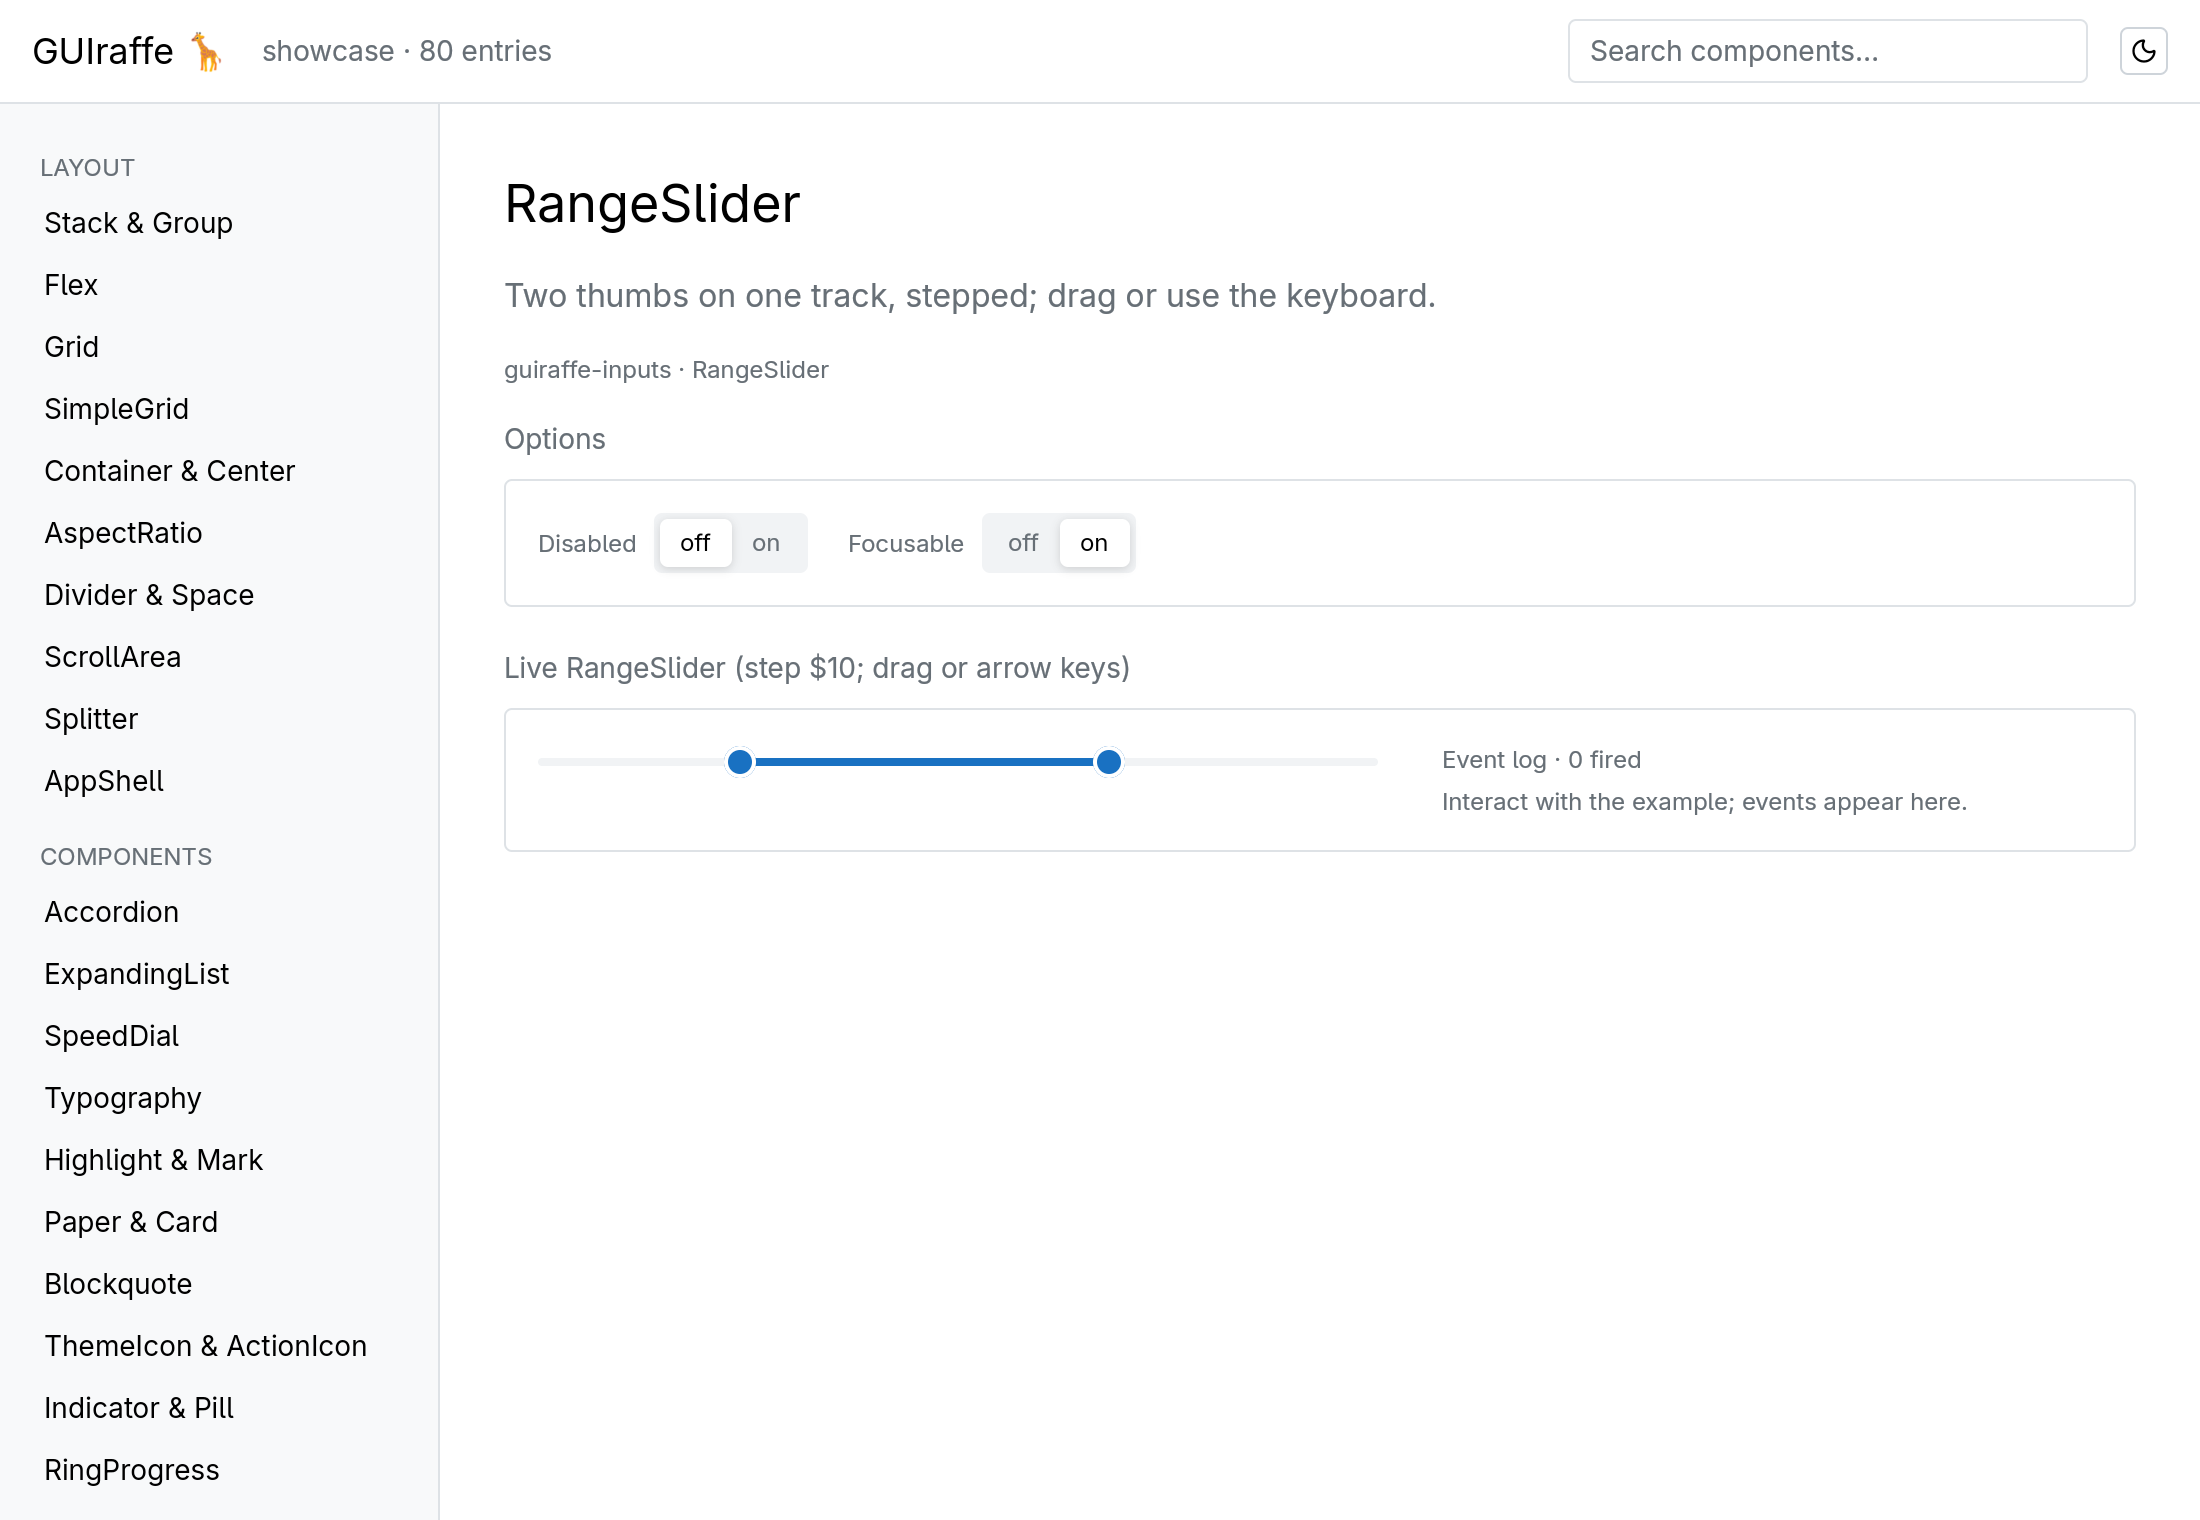 GUIraffe 🦒 showcase · 80 entries Search components...
LAYOUT
Stack & Group
Flex
Grid
SimpleGrid
Container & Center
AspectRatio
Divider & Space
ScrollArea
Splitter
AppShell
COMPONENTS
Accordion
ExpandingList
SpeedDial
Typography
Highlight & Mark
Paper & Card
Blockquote
ThemeIcon & ActionIcon
Indicator & Pill
RingProgress
RangeSlider
Two thumbs on one track, stepped; drag or use the keyboard.
guiraffe-inputs · RangeSlider
Options
Disabled off on Focusable off on
Live RangeSlider (step $10; drag or arrow keys)
Event log · 0 fired
Interact with the example; events appear here.